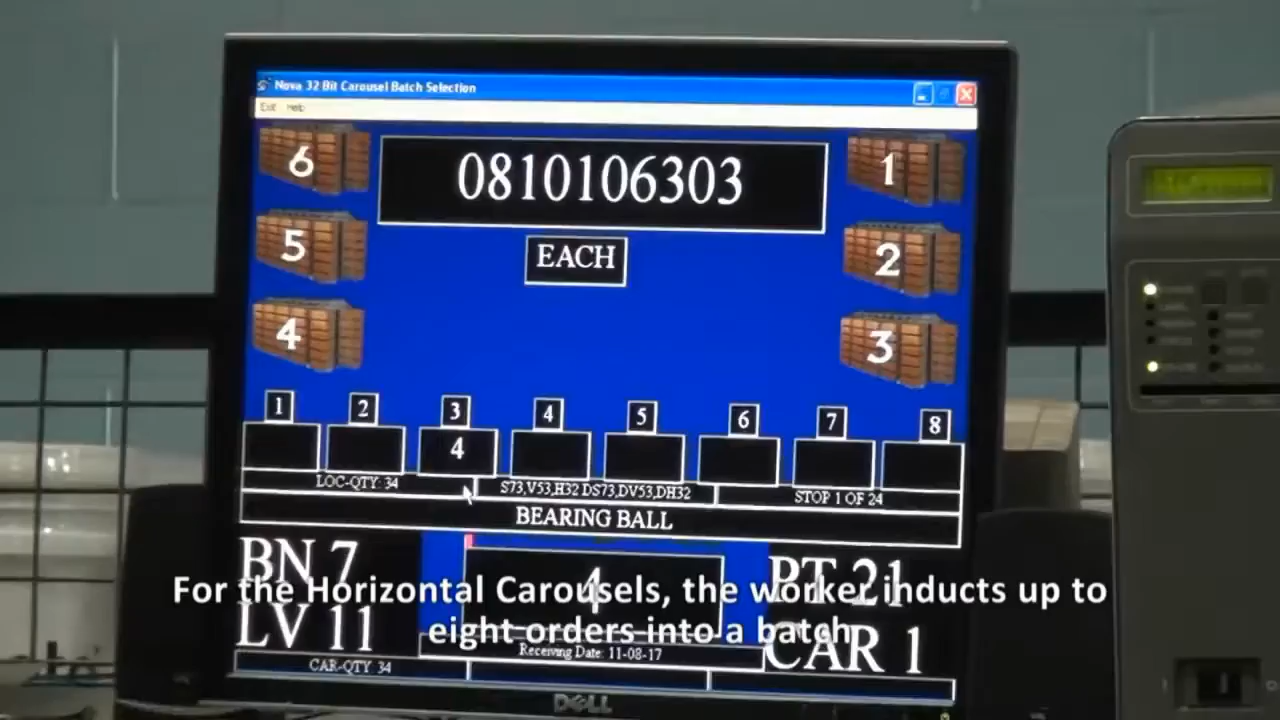 Nova 32 Bit Carousel Batch Selection
Exit Help
6
0810106303
1
5
EACH
2
4
3
1 2 3 4 5 6 7 8
4
LOC-QTY: 34
S73,V53,H32 DS73,DV53,DH32
STOP 1 OF 24
BEARING BALL
BN 7
4
PT 21
For the Horizontal Carousels, the worker inducts up to
eight orders into a batch
LV 11
CAR 1
Receiving Date: 11-08-17
CAR-QTY 34
DELL